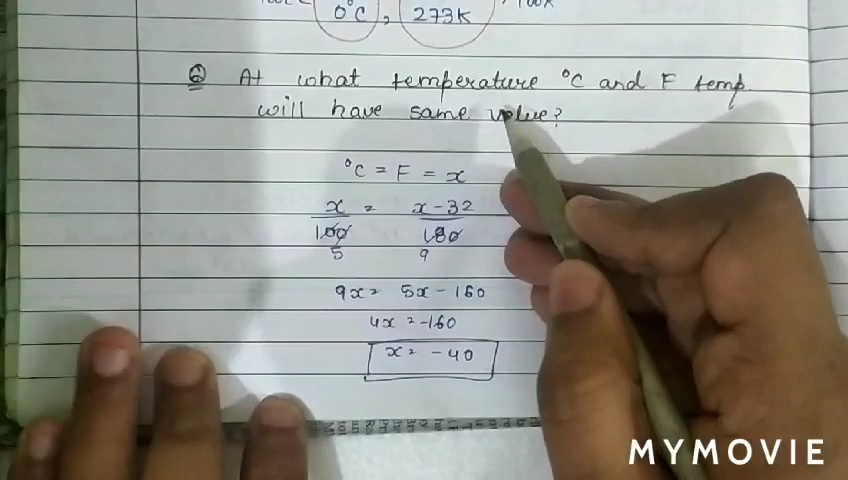 0°C, 273K
Q At what temperature °C and F temp.
will have same value?
°C = F = x
x = x-32
100 180
5 9
9x = 5x - 160
4x = -160
x = -40
MYMOVIE